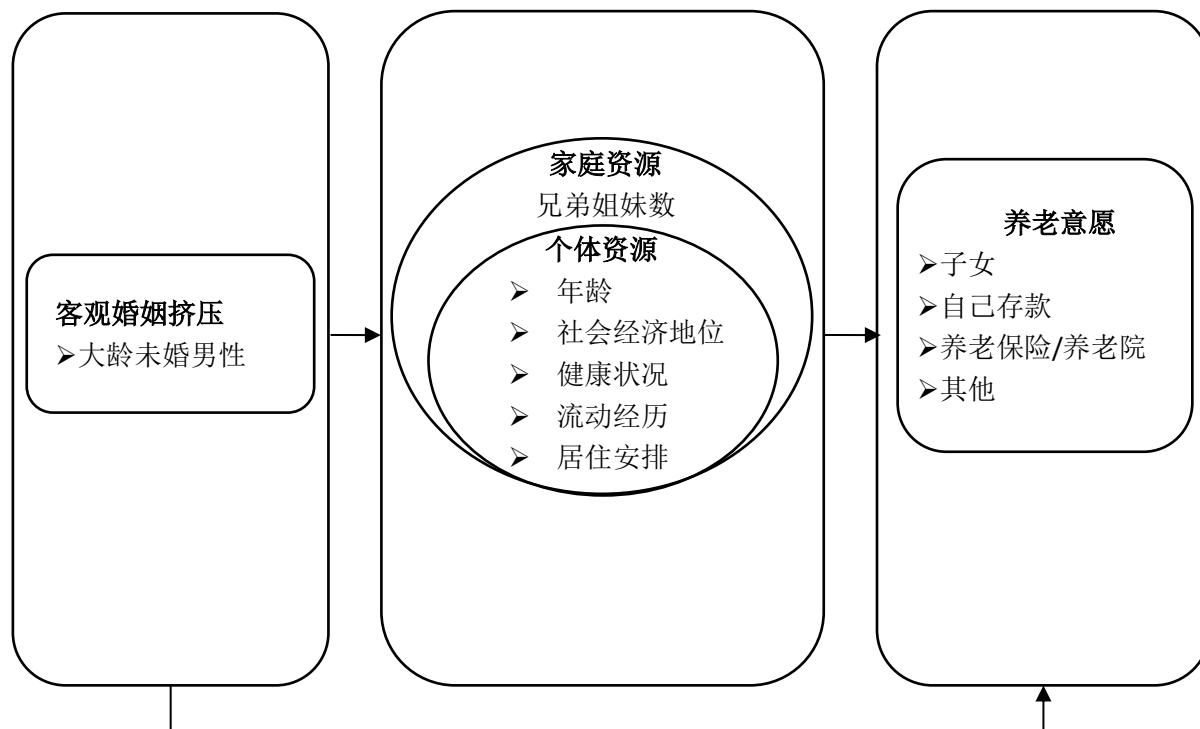 客观婚姻挤压
➢大龄未婚男性
家庭资源
兄弟姐妹数
个体资源
➢ 年龄
➢ 社会经济地位
➢ 健康状况
➢ 流动经历
➢ 居住安排
养老意愿
➢子女
➢自己存款
➢养老保险/养老院
➢其他